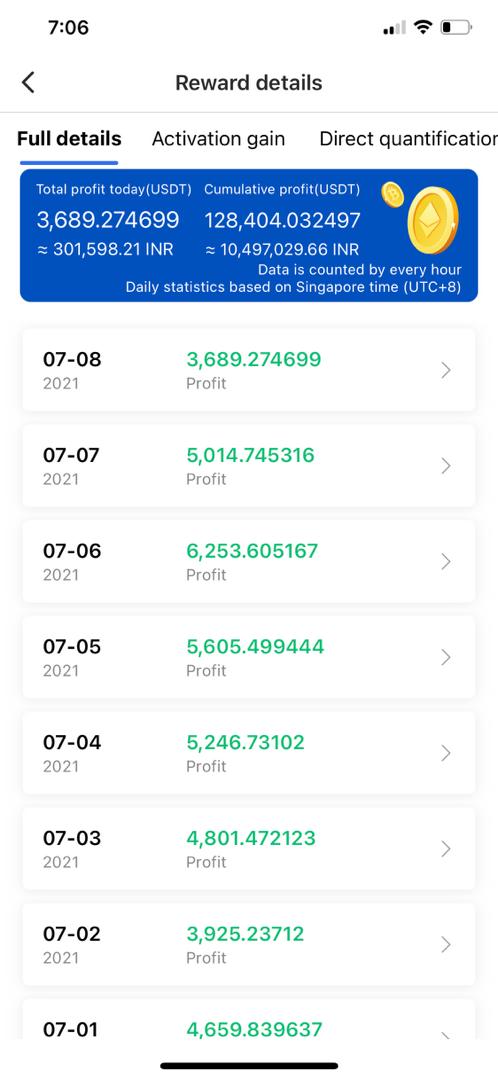 7:06
Reward details
Full details Activation gain Direct quantification
Total profit today(USDT) Cumulative profit(USDT)
3,689.274699 128,404.032497
≈ 301,598.21 INR ≈ 10,497,029.66 INR
Data is counted by every hour
Daily statistics based on Singapore time (UTC+8)
07-08 3,689.274699
2021 Profit
07-07 5,014.745316
2021 Profit
07-06 6,253.605167
2021 Profit
07-05 5,605.499444
2021 Profit
07-04 5,246.73102
2021 Profit
07-03 4,801.472123
2021 Profit
07-02 3,925.23712
2021 Profit
07-01 4,659.839637